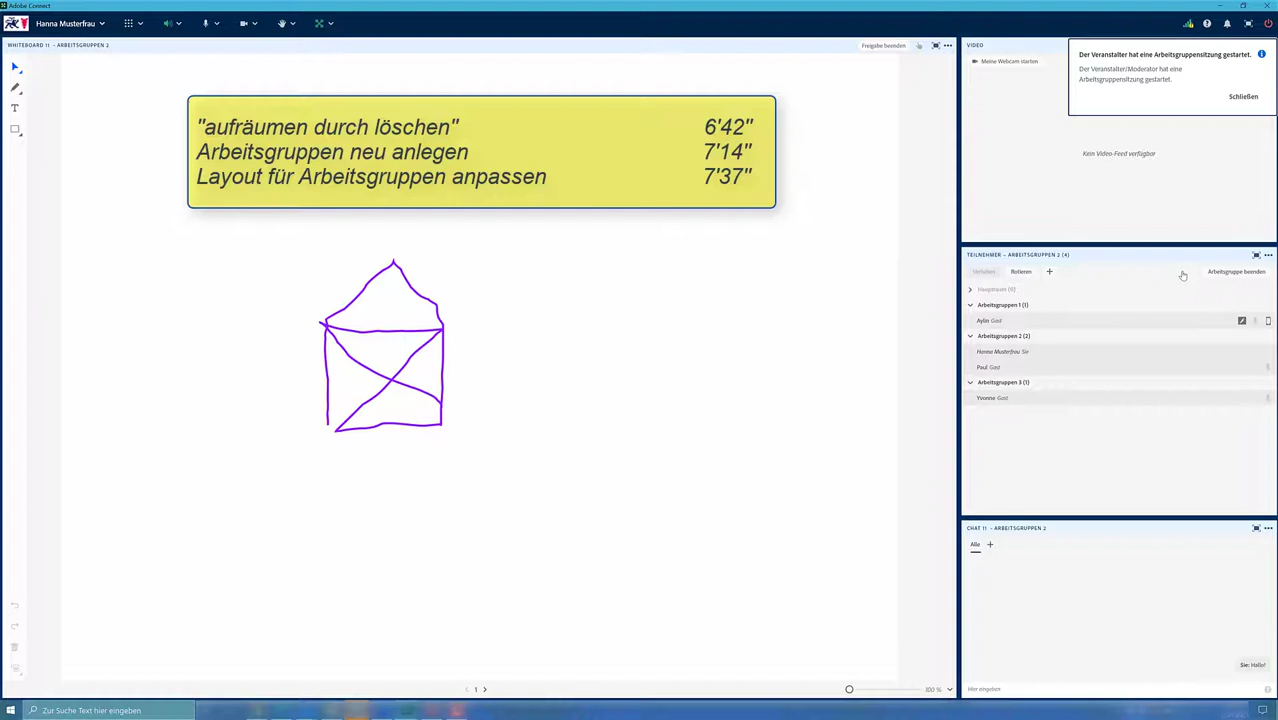 Adobe Connect
Hanna Musterfrau
WHITEBOARD 11 - ARBEITSGRUPPEN 2
Freigabe beenden
"aufräumen durch löschen" 6'42"
Arbeitsgruppen neu anlegen 7'14"
Layout für Arbeitsgruppen anpassen 7'37"
1
100 %
VIDEO
Meine Webcam starten
Der Veranstalter hat eine Arbeitsgruppensitzung gestartet.
Der Veranstalter/Moderator hat eine
Arbeitsgruppensitzung gestartet.
Schließen
Kein Video-Feed verfügbar
TEILNEHMER - ARBEITSGRUPPEN 2 (4)
Rotieren
Arbeitsgruppe beenden
Hauptraum (0)
Arbeitsgruppen 1 (1)
Aylin Gast
Arbeitsgruppen 2 (2)
Hanna Musterfrau Sie
Paul Gast
Arbeitsgruppen 3 (1)
Yvonne Gast
CHAT 11 - ARBEITSGRUPPEN 2
Alle
Sie: Hallo!
Hier eingeben
Zur Suche Text hier eingeben